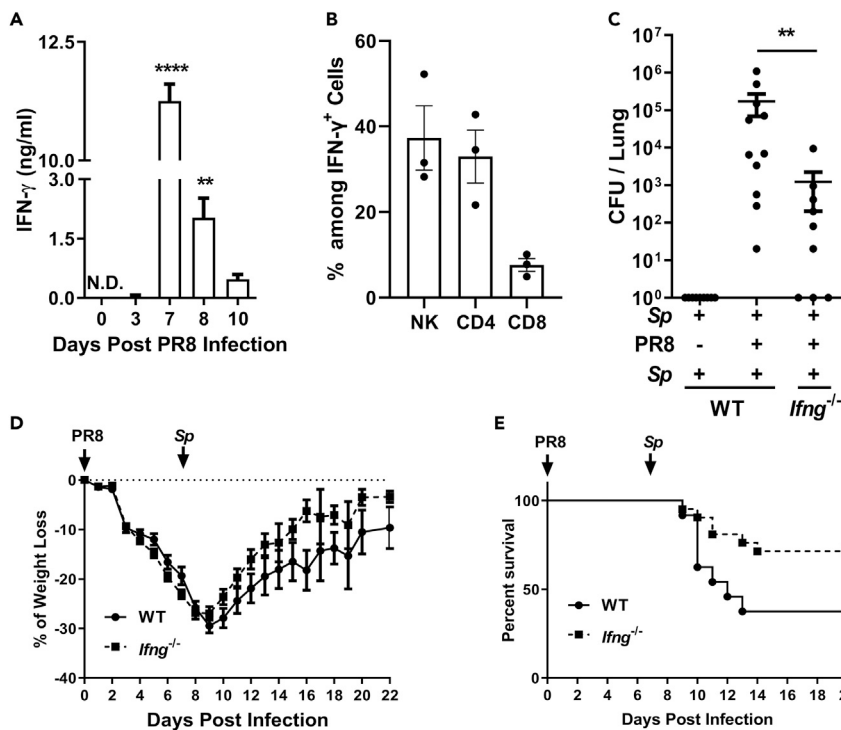 A
12.5
10.0
3.0
1.5
0.0
IFN-γ (ng/ml)
N.D.
****
**
0 3 7 8 10
Days Post PR8 Infection
B
60
40
20
0
% among IFN-γ+ Cells
NK CD4 CD8
C
**
10^7
10^6
10^5
10^4
10^3
10^2
10^1
10^0
CFU / Lung
Sp + + +
PR8 - + +
Sp + + +
WT Ifng-/-
D
PR8 Sp
0
-10
-20
-30
-40
% of Weight Loss
WT
Ifng-/-
0 2 4 6 8 10 12 14 16 18 20 22
Days Post Infection
E
PR8 Sp
100
50
0
Percent survival
WT
Ifng-/-
0 2 4 6 8 10 12 14 16 18
Days Post Infection